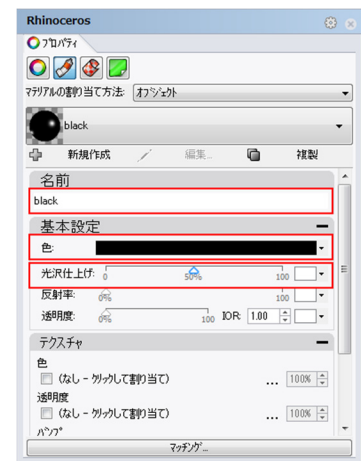 Rhinoceros
プロパティ
マテリアルの割り当て方法: オブジェクト
black
新規作成 編集... 複製
名前
black
基本設定
色:
光沢仕上げ: 0 50% 100
反射率: 0% 100
透明度: 0% 100 IOR: 1.00
テクスチャ
色
(なし - クリックして割り当て) ... 100%
透明度
(なし - クリックして割り当て) ... 100%
バンプ
マッチング...